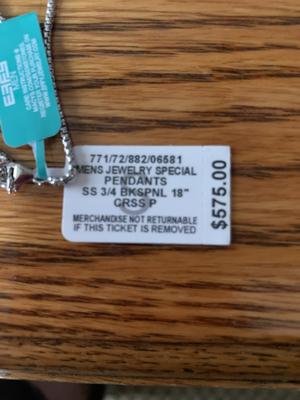 771/72/882/06581
MENS JEWELRY SPECIAL
PENDANTS
SS 3/4 BKSPNL 18"
CRSS P
MERCHANDISE NOT RETURNABLE
IF THIS TICKET IS REMOVED
$575.00